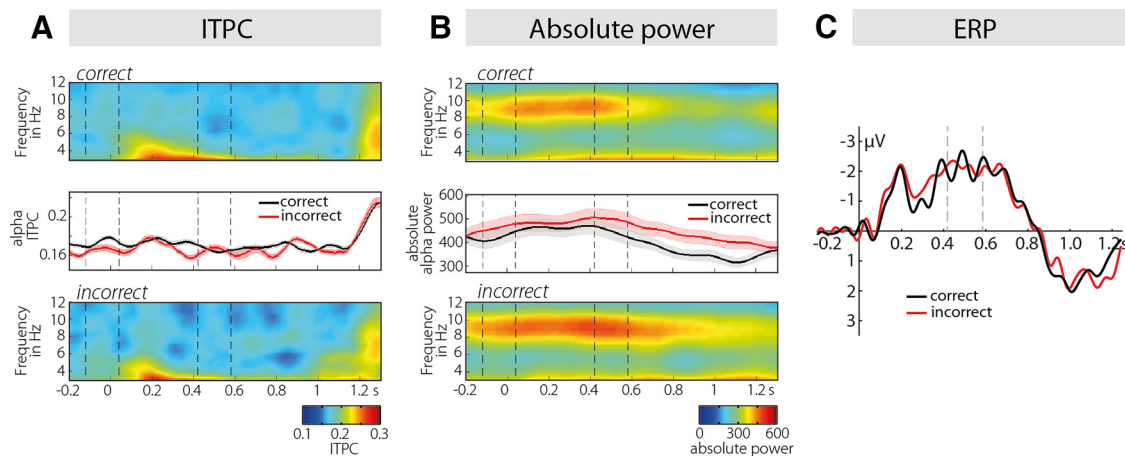 A ITPC
correct
Frequency
in Hz
12
10
8
6
4
alpha
ITPC
0.2
0.16
correct
incorrect
incorrect
Frequency
in Hz
12
10
8
6
4
-0.2 0 0.2 0.4 0.6 0.8 1 1.2 s
0.1 0.2 0.3
ITPC
B Absolute power
correct
Frequency
in Hz
12
10
8
6
4
absolute
alpha power
600
500
400
300
correct
incorrect
incorrect
Frequency
in Hz
12
10
8
6
4
-0.2 0 0.2 0.4 0.6 0.8 1 1.2 s
0 300 600
absolute power
C ERP
-3 μV
-2
-1
-0.2 0.2 0.4 0.6 0.8 1.0 1.2s
1
2
3
correct
incorrect